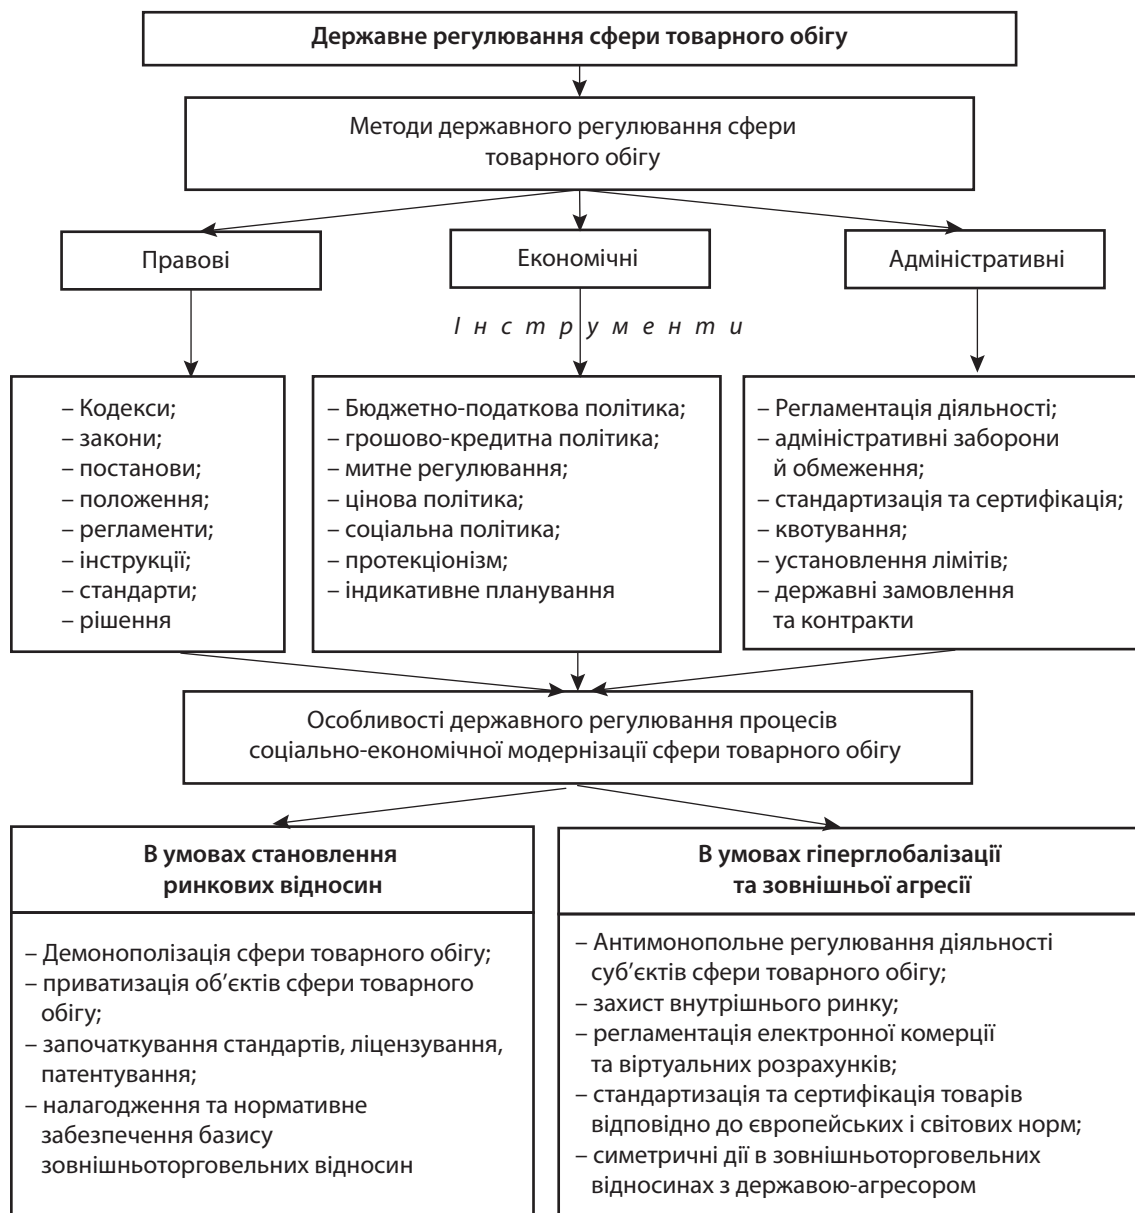 Державне регулювання сфери товарного обігу
Методи державного регулювання сфери
товарного обігу
Правові
Економічні
Адміністративні
Інструменти
– Кодекси;
– закони;
– постанови;
– положення;
– регламенти;
– інструкції;
– стандарти;
– рішення
– Бюджетно-податкова політика;
– грошово-кредитна політика;
– митне регулювання;
– цінова політика;
– соціальна політика;
– протекціонізм;
– індикативне планування
– Регламентація діяльності;
– адміністративні заборони
й обмеження;
– стандартизація та сертифікація;
– квотування;
– установлення лімітів;
– державні замовлення
та контракти
Особливості державного регулювання процесів
соціально-економічної модернізації сфери товарного обігу
В умовах становлення
ринкових відносин
– Демонополізація сфери товарного обігу;
– приватизація об’єктів сфери товарного
обігу;
– започаткування стандартів, ліцензування,
патентування;
– налагодження та нормативне
забезпечення базису
зовнішньоторговельних відносин
В умовах гіперглобалізації
та зовнішньої агресії
– Антимонопольне регулювання діяльності
суб’єктів сфери товарного обігу;
– захист внутрішнього ринку;
– регламентація електронної комерції
та віртуальних розрахунків;
– стандартизація та сертифікація товарів
відповідно до європейських і світових норм;
– симетричні дії в зовнішньоторговельних
відносинах з державою-агресором